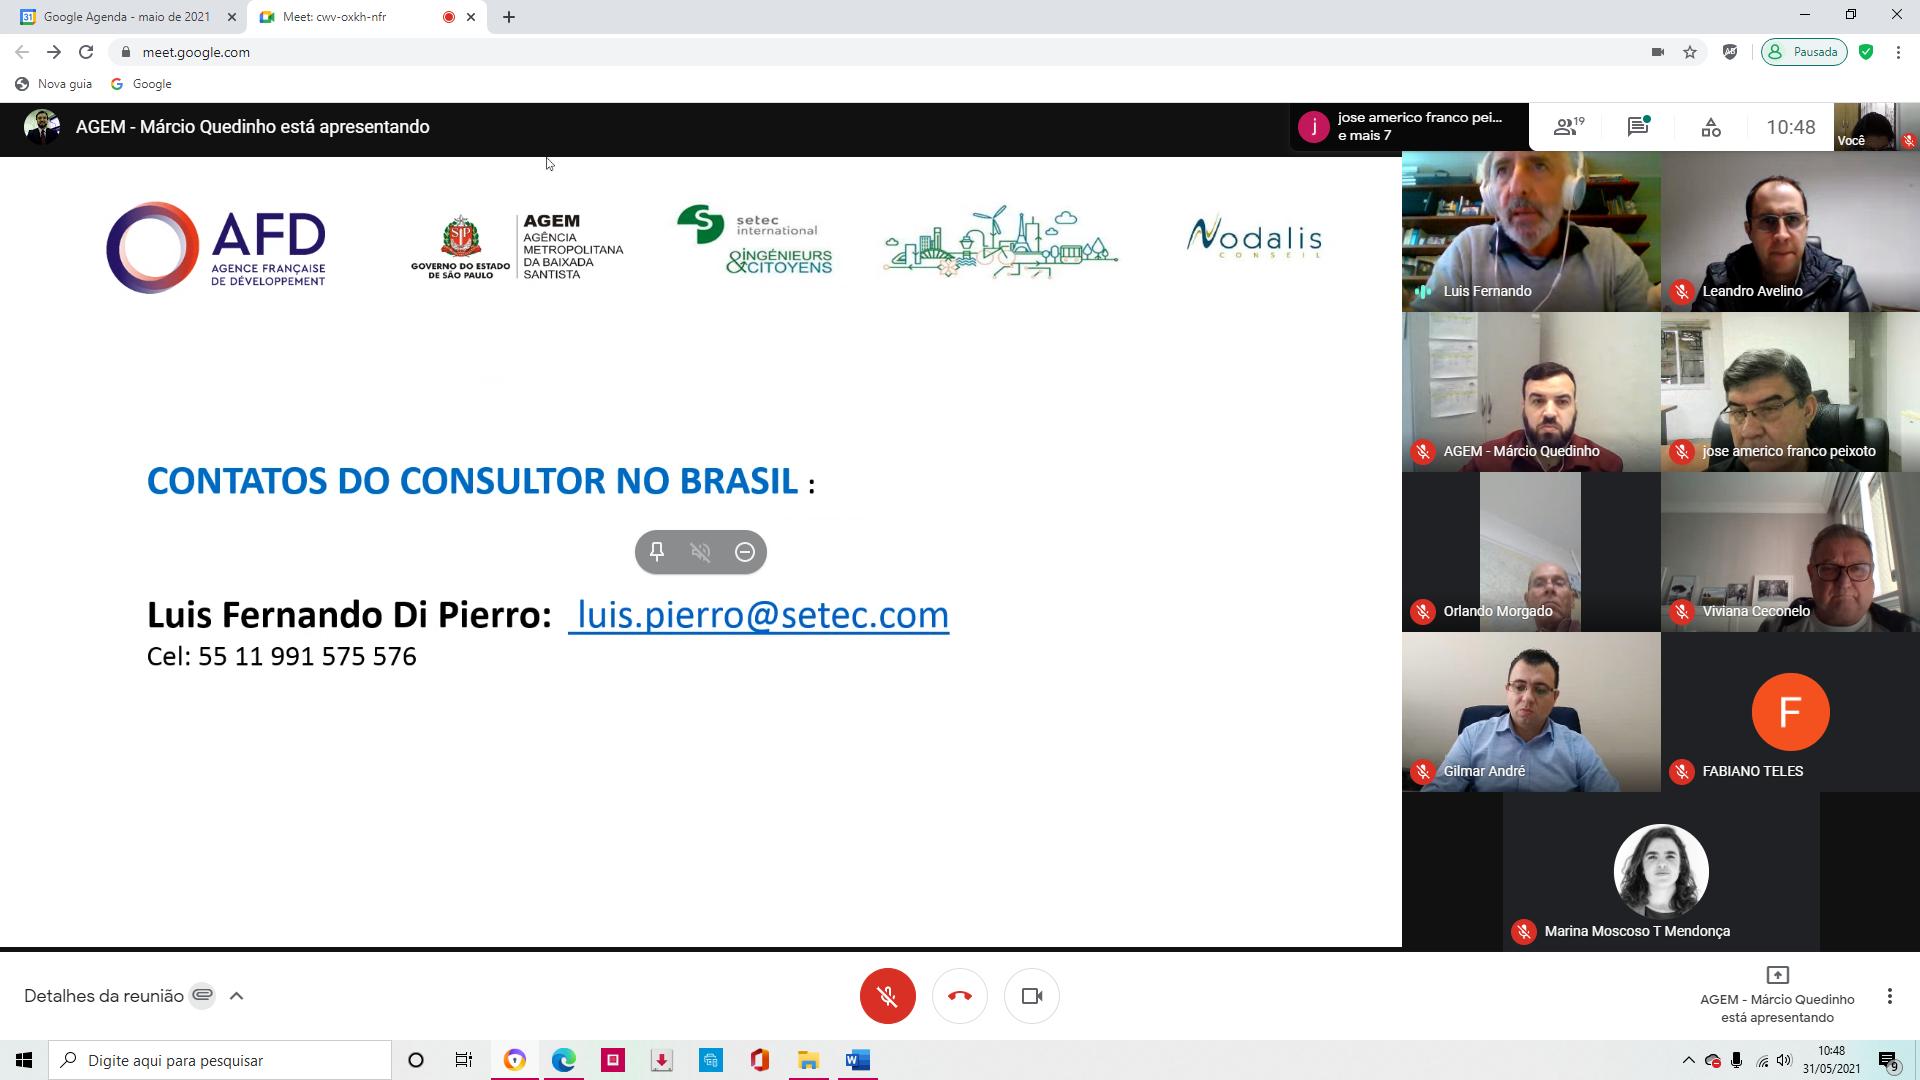 Google Agenda - maio de 2021
Meet: cwv-oxkh-nfr
meet.google.com
Pausada
Nova guia
Google
AGEM - Márcio Quedinho está apresentando
jose americo franco pei...
e mais 7
19
10:48
Você
AFD
AGENCE FRANÇAISE
DE DÉVELOPPEMENT
SP
GOVERNO DO ESTADO
DE SÃO PAULO
AGEM
AGÊNCIA
METROPOLITANA
DA BAIXADA
SANTISTA
setec
international
INGÉNIEURS
&CITOYENS
Nodalis
CONSEIL
CONTATOS DO CONSULTOR NO BRASIL :
Luis Fernando Di Pierro: luis.pierro@setec.com
Cel: 55 11 991 575 576
Luis Fernando
Leandro Avelino
AGEM - Márcio Quedinho
jose americo franco peixoto
Orlando Morgado
Viviana Ceconelo
Gilmar André
F
FABIANO TELES
Marina Moscoso T Mendonça
Detalhes da reunião
AGEM - Márcio Quedinho
está apresentando
Digite aqui para pesquisar
10:48
31/05/2021
9